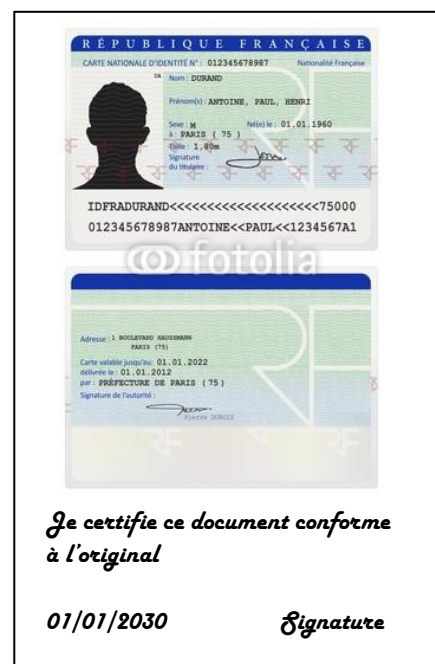 RÉPUBLIQUE FRANÇAISE
CARTE NATIONALE D'IDENTITÉ N° : 012345678987 Nationalité Française
Nom : DURAND
Prénom(s) : ANTOINE, PAUL, HENRI
Sexe : M Né(e) le : 01.01.1960
à : PARIS ( 75 )
Taille : 1,80m
Signature
du titulaire :
IDFRADURAND<<<<<<<<<<<<<<<<<<<<75000
012345678987ANTOINE<<PAUL<<1234567A1
fotolia
Adresse : 1 BOULEVARD HAUSSMANN
PARIS (75)
Carte valable jusqu'au: 01.01.2022
délivrée le : 01.01.2012
par : PRÉFECTURE DE PARIS ( 75 )
Signature de l'autorité :
Pierre DUBOIS
RF
Je certifie ce document conforme
à l'original
01/01/2030 Signature